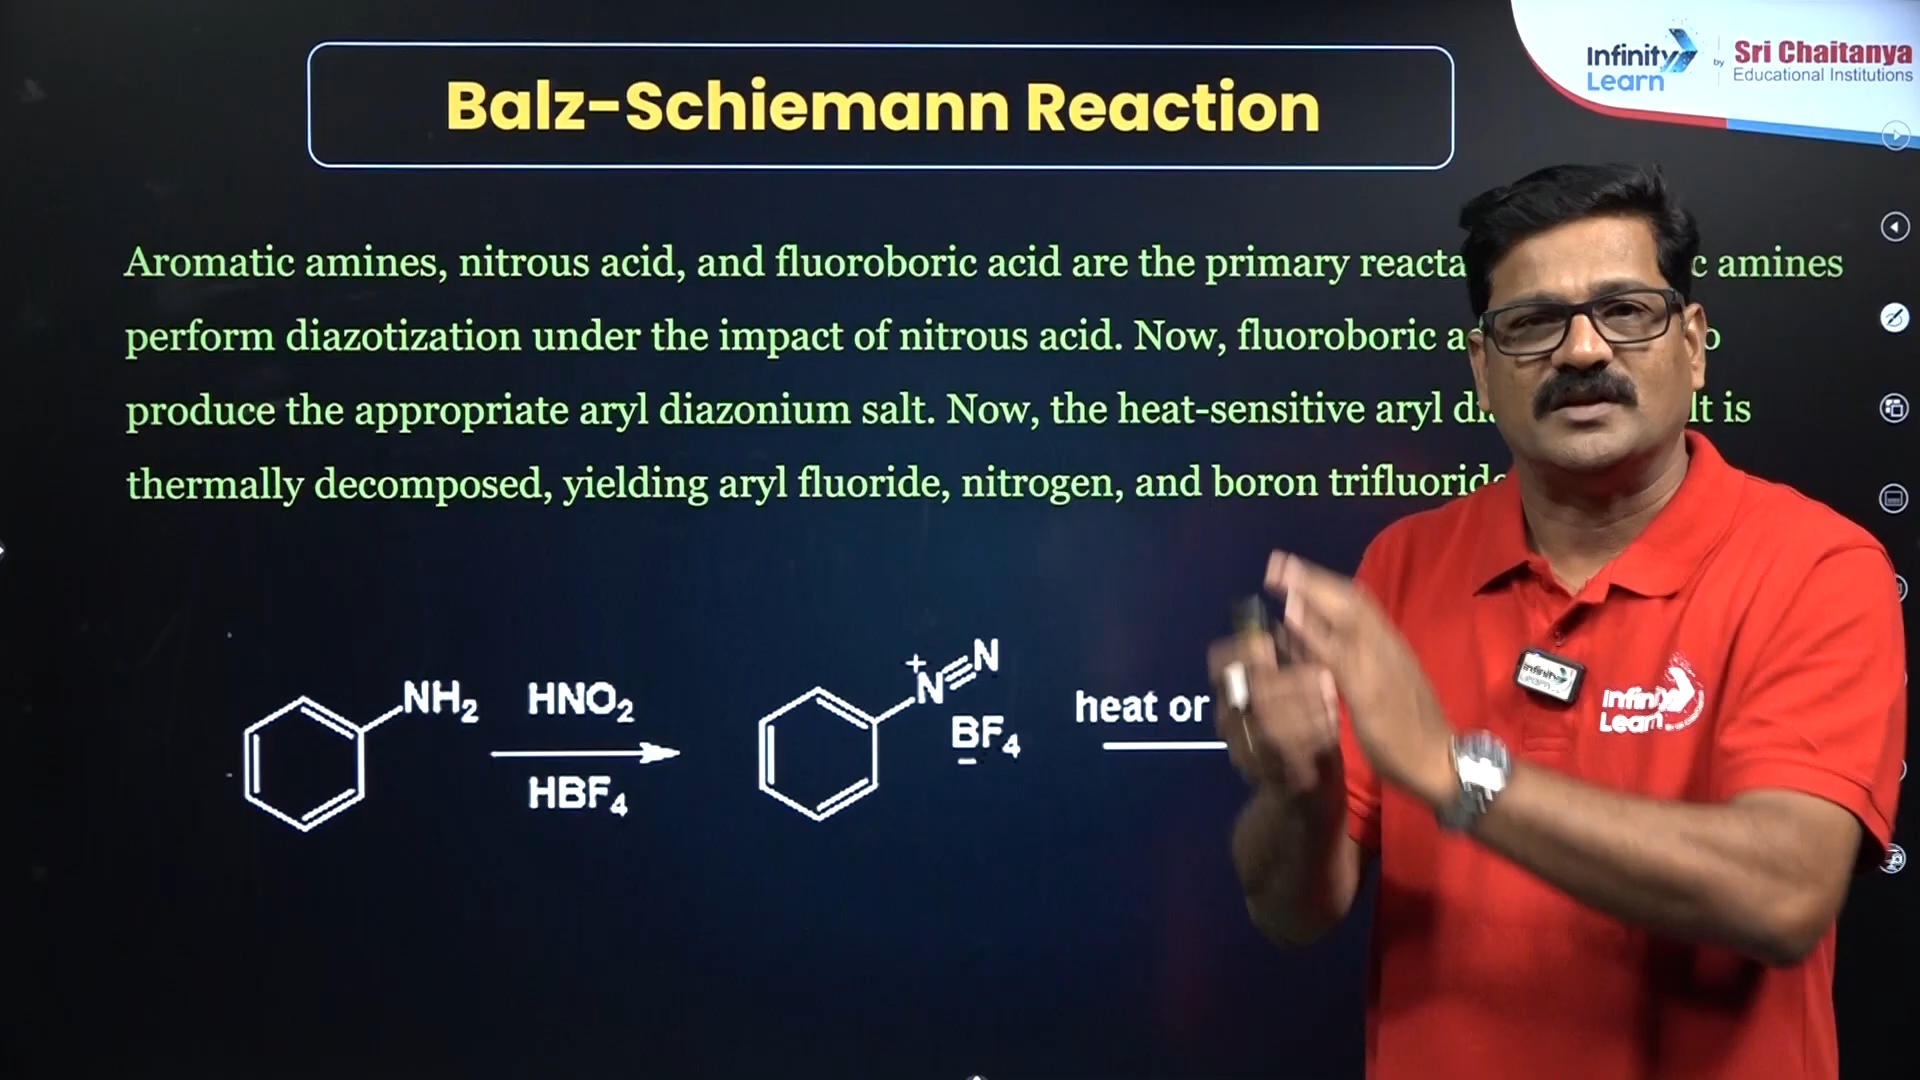 Infinity Learn by Sri Chaitanya Educational Institutions
Balz-Schiemann Reaction
Aromatic amines, nitrous acid, and fluoroboric acid are the primary amines
perform diazotization under the impact of nitrous acid. Now, fluoroboric
produce the appropriate aryl diazonium salt. Now, the heat-sensitive aryl is
thermally decomposed, yielding aryl fluoride, nitrogen, and boron
NH2 HNO2 HBF4
+ N N BF4 -
heat or
Infinity Learn
Infinity Learn